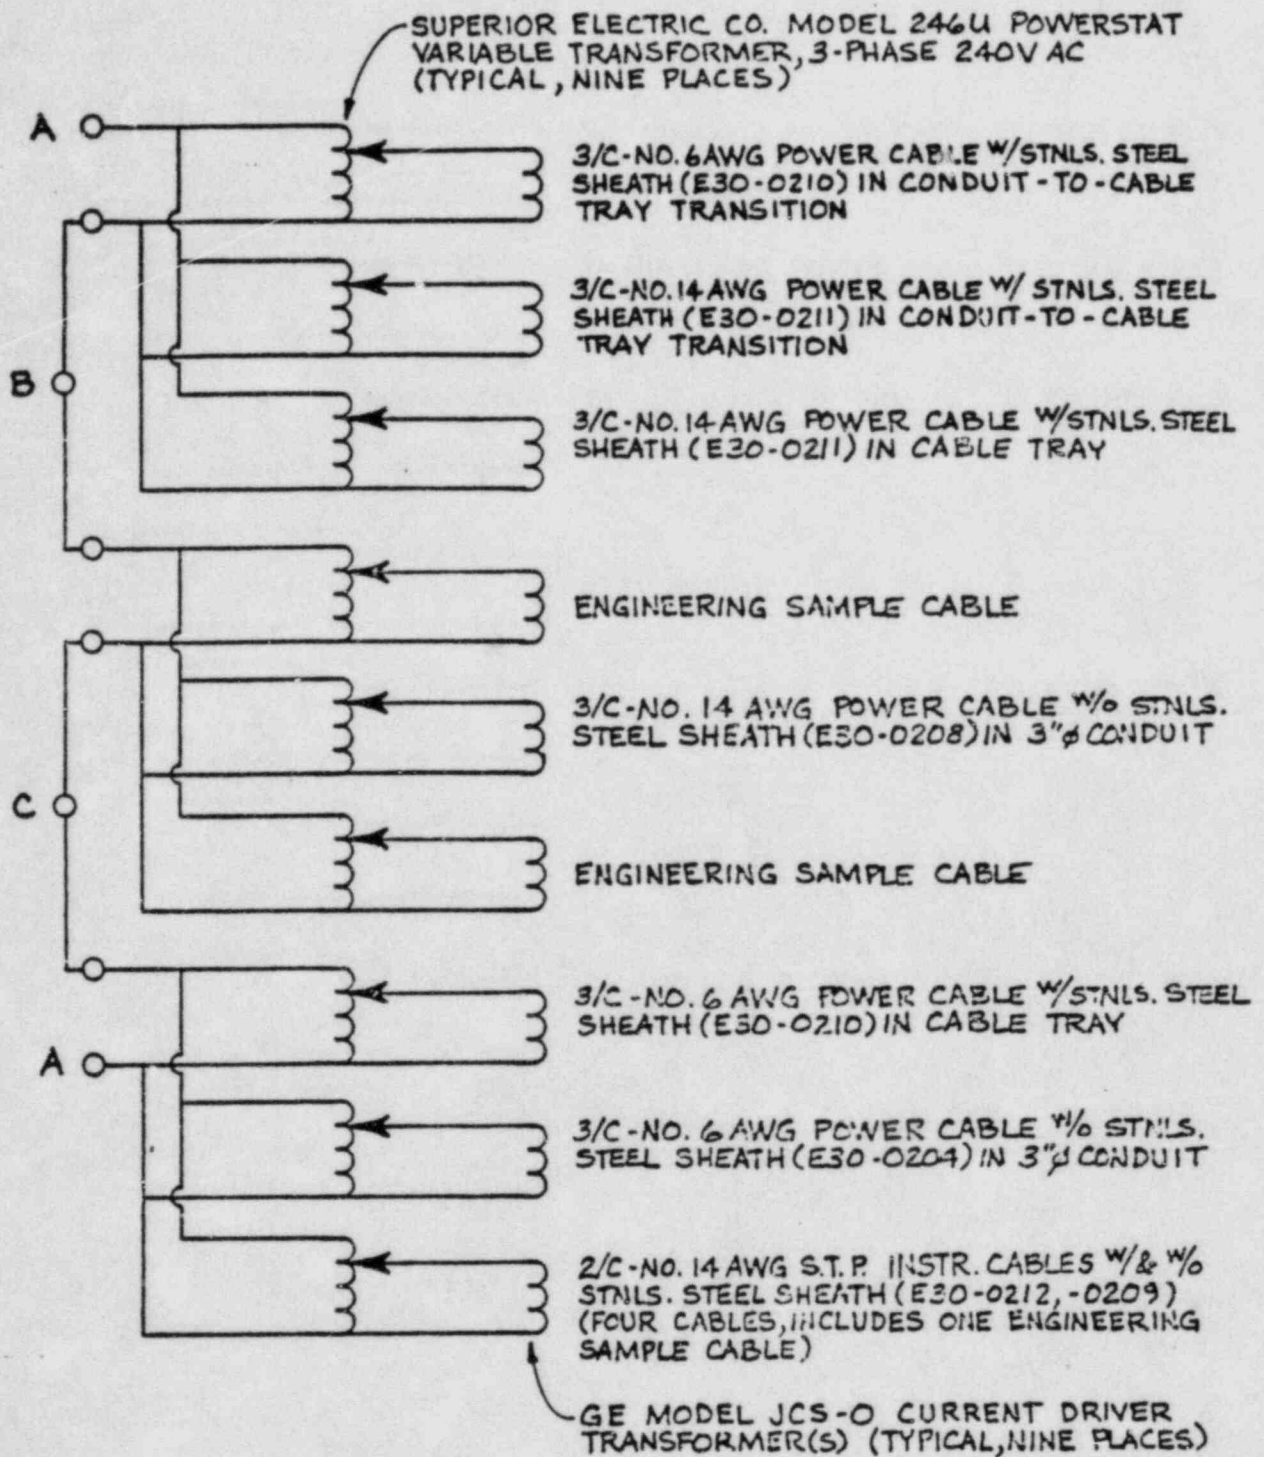 SUPERIOR ELECTRIC CO. MODEL 246U POWERSTAT
VARIABLE TRANSFORMER, 3-PHASE 240V AC
(TYPICAL, NINE PLACES)
A
3/C-NO. 6 AWG POWER CABLE W/STNLS. STEEL
SHEATH (E30-0210) IN CONDUIT-TO-CABLE
TRAY TRANSITION
3/C-NO. 14 AWG POWER CABLE W/ STNLS. STEEL
SHEATH (E30-0211) IN CONDUIT-TO-CABLE
TRAY TRANSITION
B
3/C-NO. 14 AWG POWER CABLE W/STNLS. STEEL
SHEATH (E30-0211) IN CABLE TRAY
ENGINEERING SAMPLE CABLE
3/C-NO. 14 AWG POWER CABLE W/O STNLS.
STEEL SHEATH (E30-0208) IN 3"ø CONDUIT
C
ENGINEERING SAMPLE CABLE
3/C-NO. 6 AWG POWER CABLE W/STNLS. STEEL
SHEATH (E30-0210) IN CABLE TRAY
A
3/C-NO. 6 AWG POWER CABLE W/O STNLS.
STEEL SHEATH (E30-0204) IN 3"ø CONDUIT
2/C-NO. 14 AWG S.T.P. INSTR. CABLES W/& W/O
STNLS. STEEL SHEATH (E30-0212, -0209)
(FOUR CABLES, INCLUDES ONE ENGINEERING
SAMPLE CABLE)
GE MODEL JCS-O CURRENT DRIVER
TRANSFORMER(S) (TYPICAL, NINE PLACES)